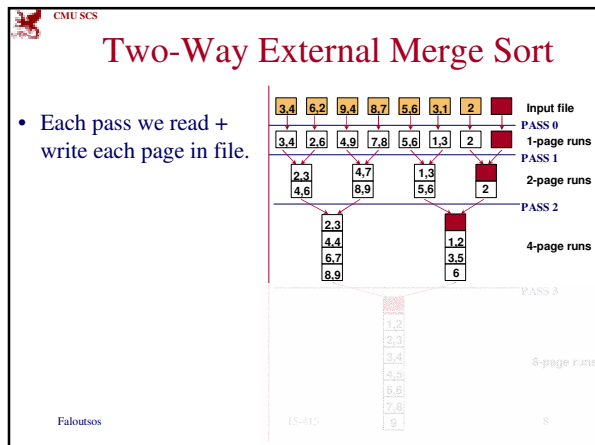 CMU SCS
Two-Way External Merge Sort
• Each pass we read +
write each page in file.
3,4 6,2 9,4 8,7 5,6 3,1 2 Input file
PASS 0
3,4 2,6 4,9 7,8 5,6 1,3 2 1-page runs
PASS 1
2,3 4,7 1,3
4,6 8,9 5,6 2 2-page runs
PASS 2
2,3
4,4 1,2
6,7 3,5 4-page runs
8,9 6
PASS 3
1,2
2,3
3,4
4,5
6,6
7,8
9
8-page runs
Faloutsos 15-415 8